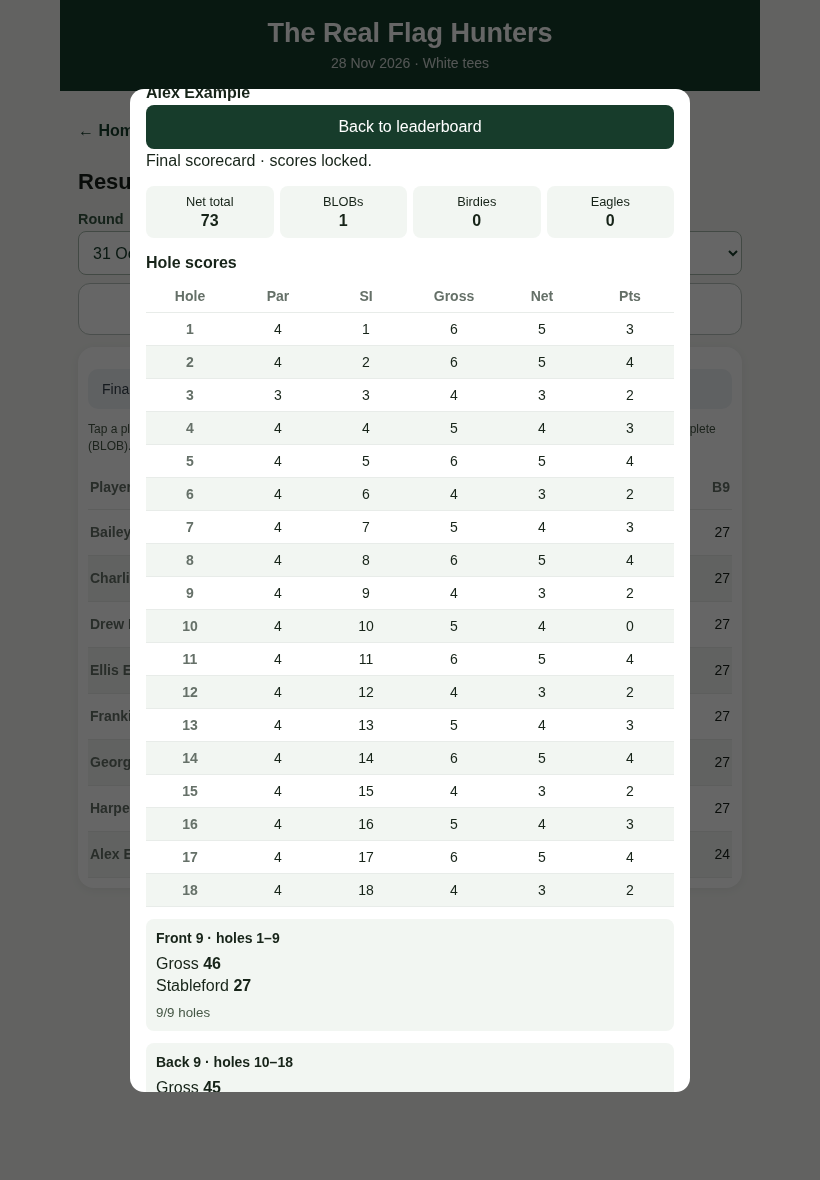 The Real Flag Hunters
28 Nov 2026 · White tees
Alex Example
← Hom
Back to leaderboard
Final scorecard · scores locked.
Resu
Round
31 Oc
Net total BLOBs Birdies Eagles
73 1 0 0
Hole scores
Hole Par SI Gross Net Pts
1 4 1 6 5 3
2 4 2 6 5 4
3 3 3 4 3 2
4 4 4 5 4 3
5 4 5 6 5 4
6 4 6 4 3 2
7 4 7 5 4 3
8 4 8 6 5 4
9 4 9 4 3 2
10 4 10 5 4 0
11 4 11 6 5 4
12 4 12 4 3 2
13 4 13 5 4 3
14 4 14 6 5 4
15 4 15 4 3 2
16 4 16 5 4 3
17 4 17 6 5 4
18 4 18 4 3 2
Front 9 · holes 1–9
Gross 46
Stableford 27
9/9 holes
Back 9 · holes 10–18
Gross 45
Fina
Tap a pl
plete
(BLOB).
Player B9
Bailey 27
Charli 27
Drew 27
Ellis E 27
Franki 27
Georg 27
Harpe 27
Alex E 24